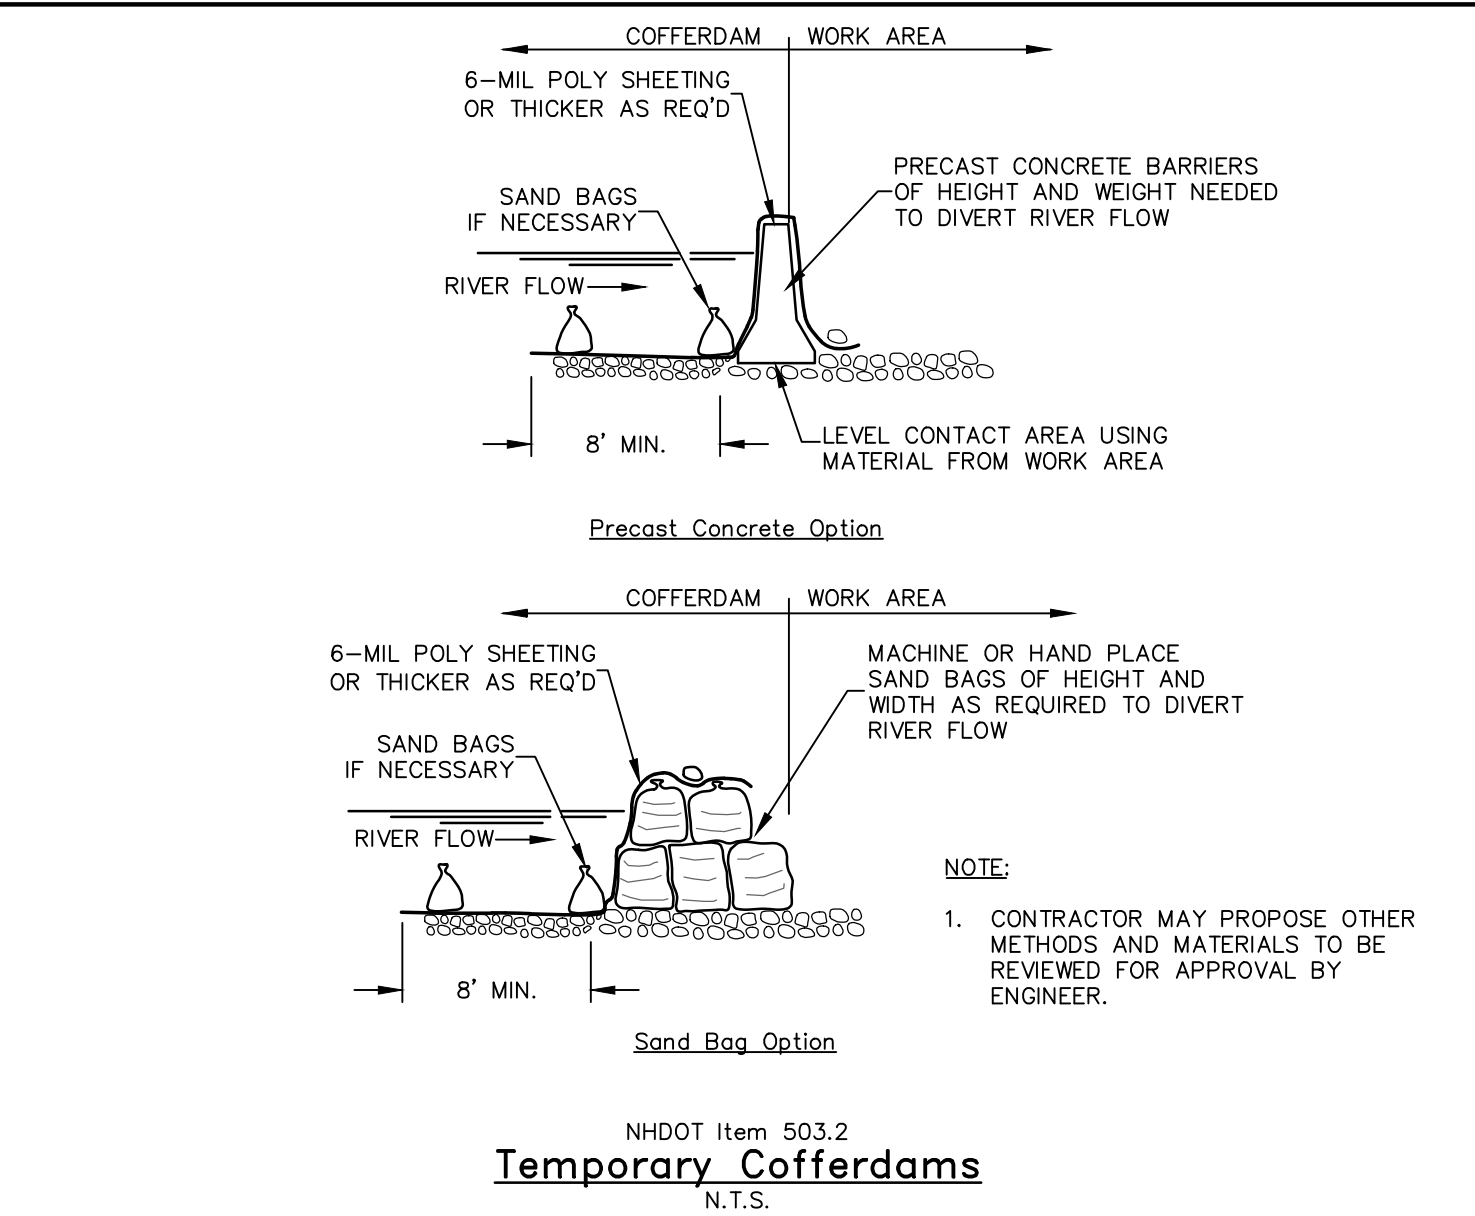 COFFERDAM WORK AREA
6-MIL POLY SHEETING
OR THICKER AS REQ'D
PRECAST CONCRETE BARRIERS
OF HEIGHT AND WEIGHT NEEDED
TO DIVERT RIVER FLOW
SAND BAGS
IF NECESSARY
RIVER FLOW
8' MIN.
LEVEL CONTACT AREA USING
MATERIAL FROM WORK AREA
Precast Concrete Option
COFFERDAM WORK AREA
6-MIL POLY SHEETING
OR THICKER AS REQ'D
MACHINE OR HAND PLACE
SAND BAGS OF HEIGHT AND
WIDTH AS REQUIRED TO DIVERT
RIVER FLOW
SAND BAGS
IF NECESSARY
RIVER FLOW
8' MIN.
NOTE:
1. CONTRACTOR MAY PROPOSE OTHER
METHODS AND MATERIALS TO BE
REVIEWED FOR APPROVAL BY
ENGINEER.
Sand Bag Option
NHDOT Item 503.2
Temporary Cofferdams
N.T.S.